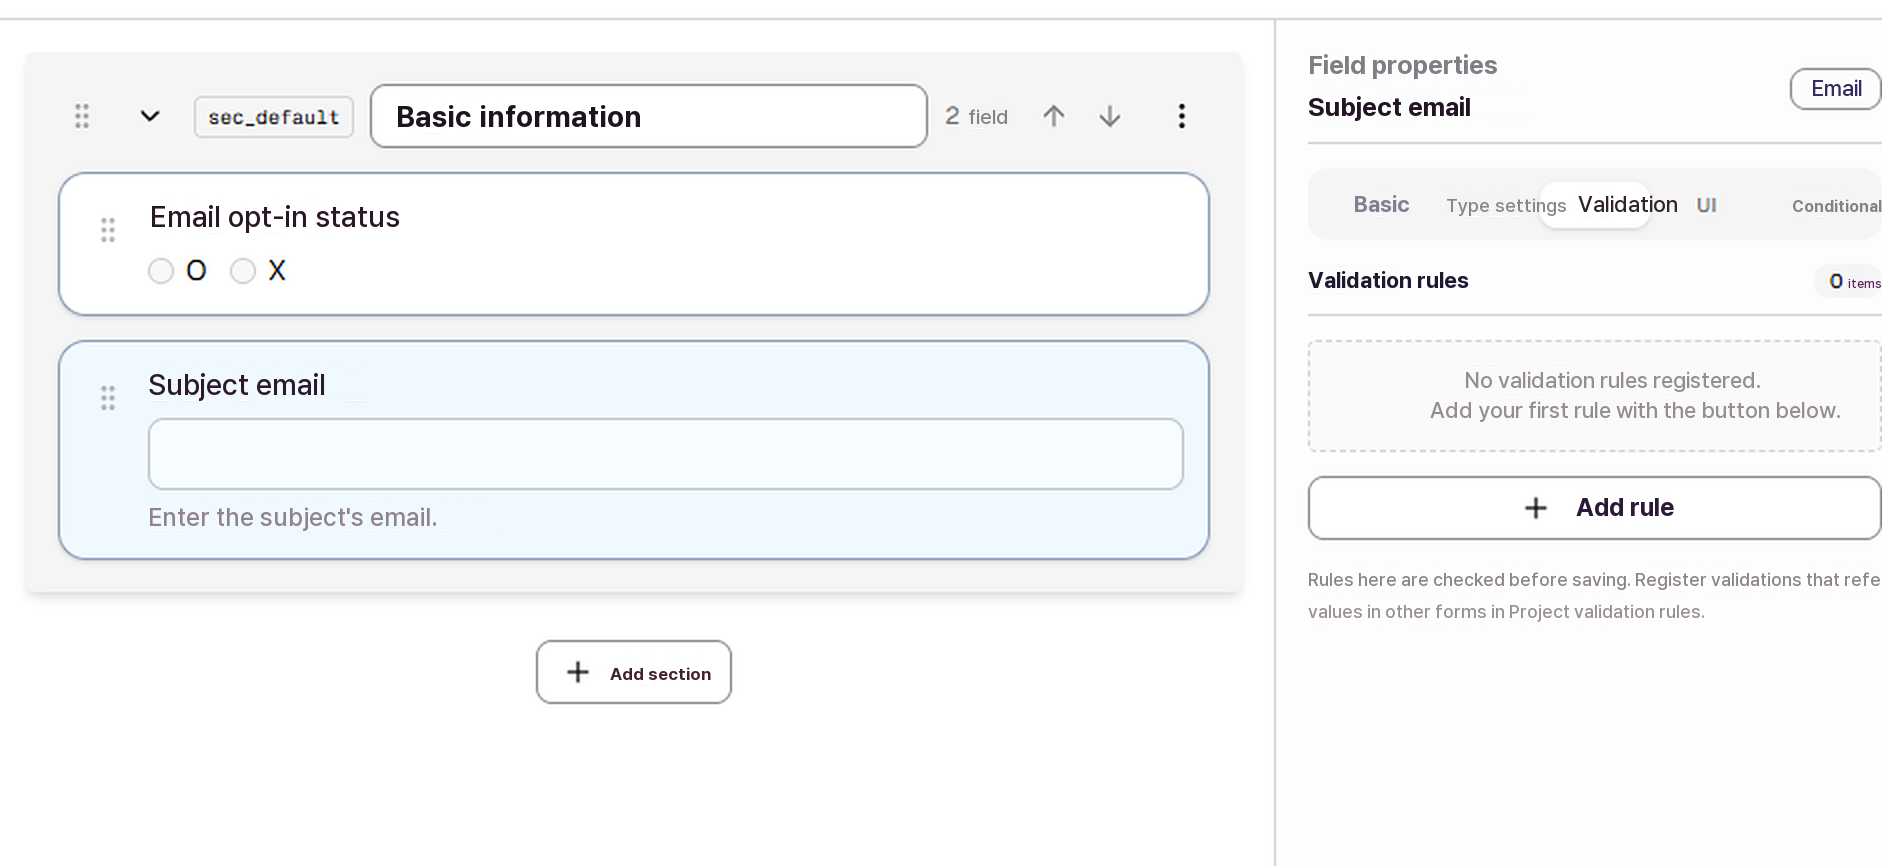 sec_default
Basic information
2 field
Email opt-in status
O X
Subject email
Enter the subject's email.
Add section
Field properties
Subject email
Email
Basic Type settings Validation UI Conditional
Validation rules
0 items
No validation rules registered.
Add your first rule with the button below.
Add rule
Rules here are checked before saving. Register validations that refe
values in other forms in Project validation rules.